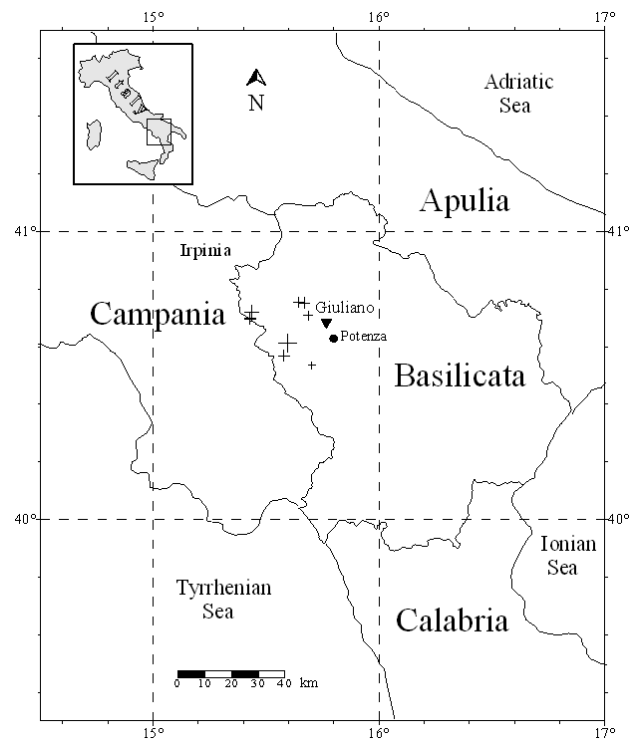 15° 16° 17°
Italy
N
Adriatic
Sea
Apulia
41° 41°
Irpinia
Campania
Giuliano
Potenza
Basilicata
40° 40°
Ionian
Sea
Tyrrhenian
Sea
Calabria
0 10 20 30 40 km
15° 16° 17°